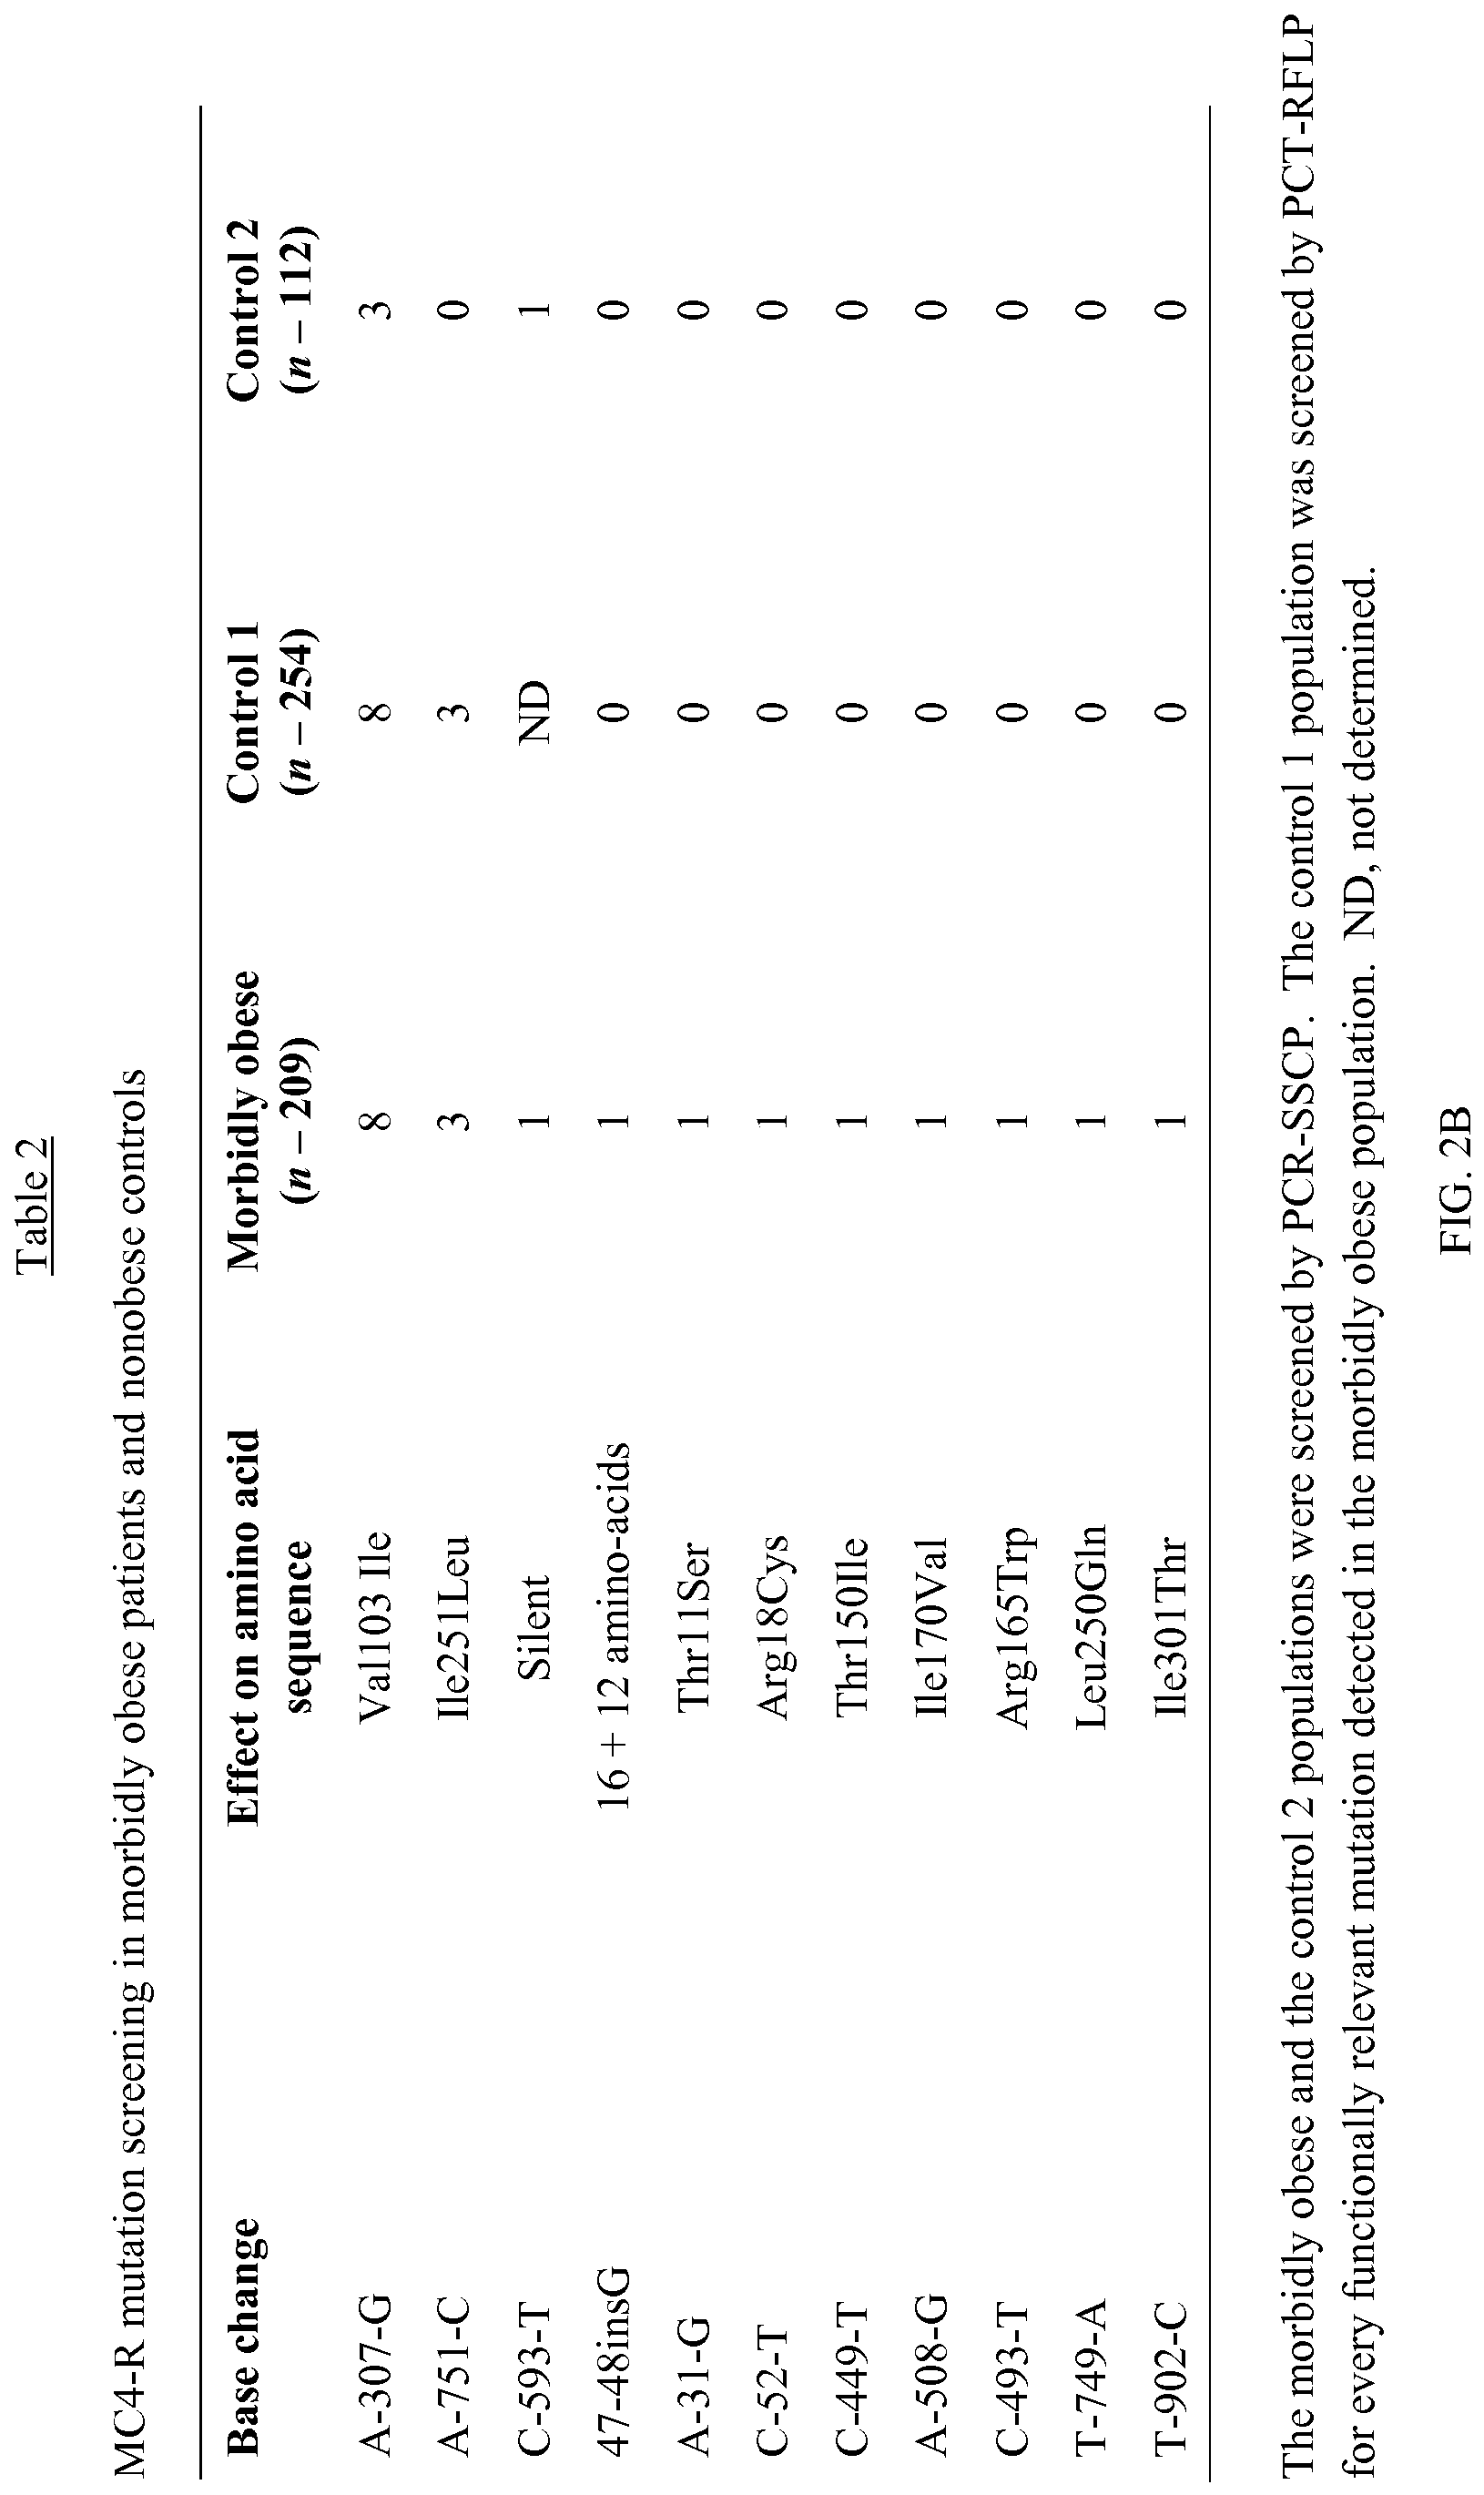 Table 2
MC4-R mutation screening in morbidly obese patients and nonobese controls
Base change Effect on amino acid sequence Morbidly obese (n – 209) Control 1 (n – 254) Control 2 (n – 112)
A-307-G Val103 Ile 8 8 3
A-751-C Ile251Leu 3 3 0
C-593-T Silent 1 ND 1
47-48insG 16 + 12 amino-acids 1 0 0
A-31-G Thr11Ser 1 0 0
C-52-T Arg18Cys 1 0 0
C-449-T Thr150Ile 1 0 0
A-508-G Ile170Val 1 0 0
C-493-T Arg165Trp 1 0 0
T-749-A Leu250Gln 1 0 0
T-902-C Ile301Thr 1 0 0
The morbidly obese and the control 2 populations were screened by PCR-SSCP. The control 1 population was screened by PCT-RFLP
for every functionally relevant mutation detected in the morbidly obese population. ND, not determined.
FIG. 2B